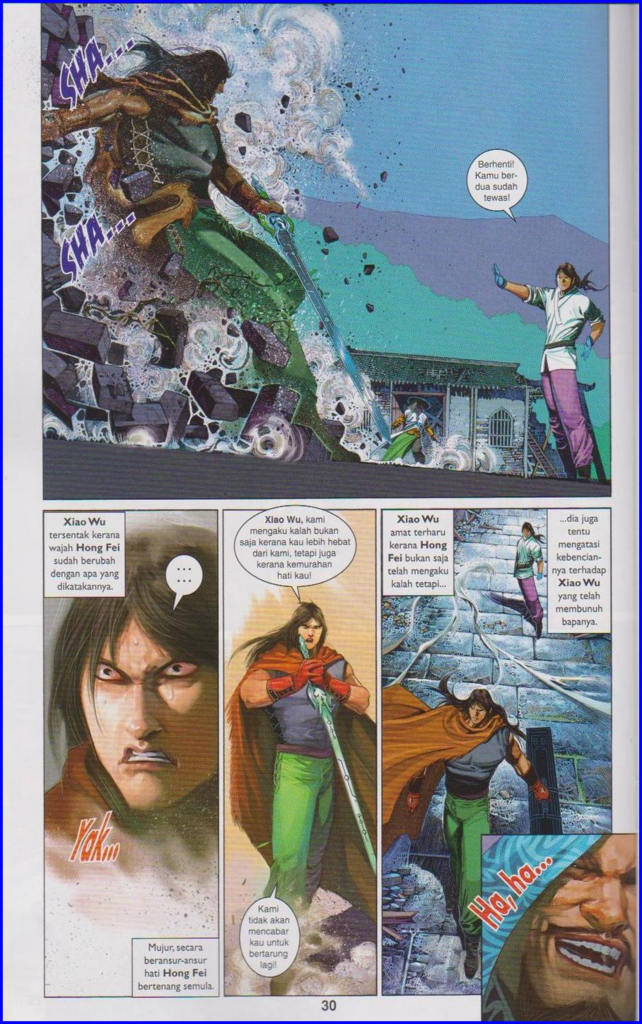 SHA...
SHA...
Berhenti!
Kamu ber-
dua sudah
tewas!
Xiao Wu
tersentak kerana
wajah Hong Fei
sudah berubah
dengan apa yang
dikatakannya.
...
...
Yak...
Mujur, secara
beransur-ansur
hati Hong Fei
bertenang semula.
Xiao Wu, kami
mengaku kalah bukan
saja kerana kau lebih hebat
dari kami, tetapi juga
kerana kemurahan
hati kau!
Kami
tidak akan
mencabar
kau untuk
bertarung
lagi!
Xiao Wu
amat terharu
kerana Hong
Fei bukan saja
telah mengaku
kalah tetapi...
...dia juga
tentu
mengatasi
kebencian-
nya terhadap
Xiao Wu
yang telah
membunuh
bapanya.
Ha, ha...
30